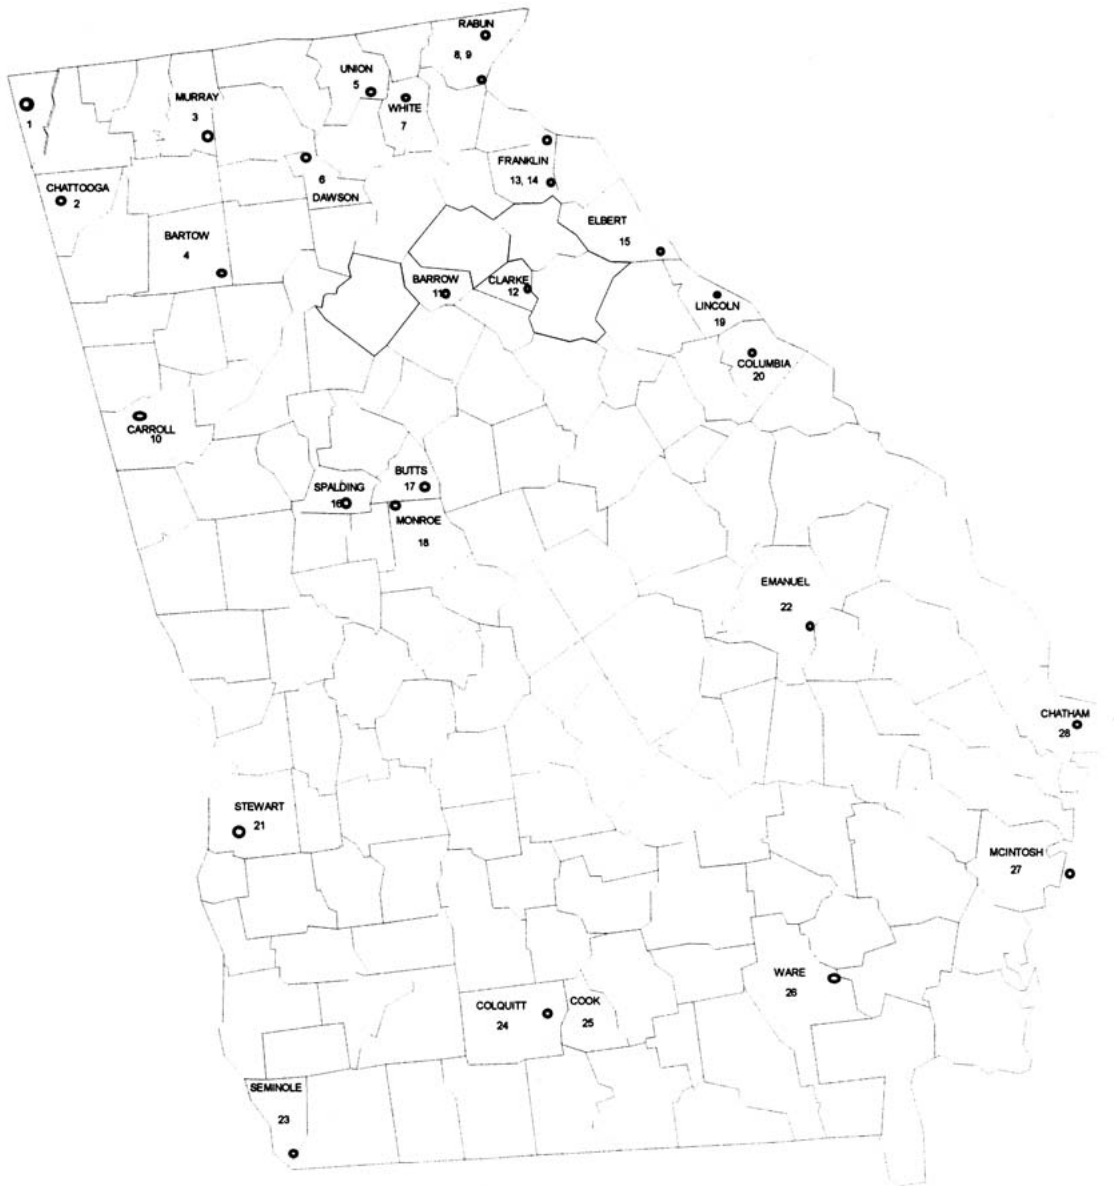 RABUN
8, 9
UNION
5
WHITE
7
MURRAY
3
1
FRANKLIN
13, 14
6
DAWSON
CHATTOOGA
2
ELBERT
15
BARTOW
4
BARROW
11
CLARKE
12
LINCOLN
19
COLUMBIA
20
CARROLL
10
BUTTS
17
SPALDING
16
MONROE
18
EMANUEL
22
CHATHAM
28
STEWART
21
MCINTOSH
27
WARE
26
COLQUITT
24
COOK
25
SEMINOLE
23